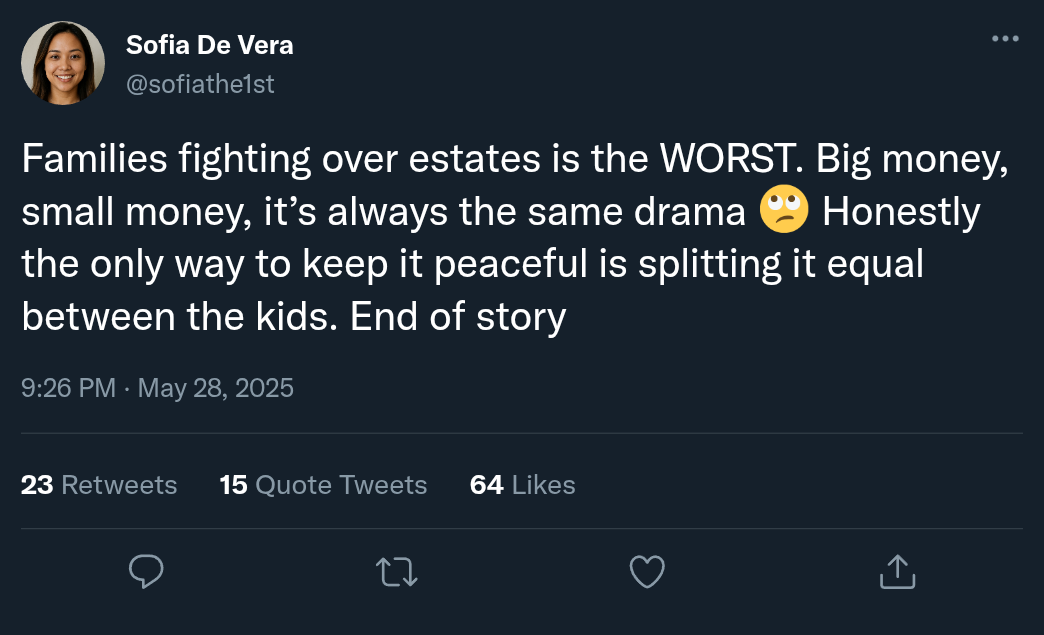 Sofia De Vera
@sofiathe1st
Families fighting over estates is the WORST. Big money,
small money, it’s always the same drama 🙄 Honestly
the only way to keep it peaceful is splitting it equal
between the kids. End of story
9:26 PM · May 28, 2025
23 Retweets 15 Quote Tweets 64 Likes